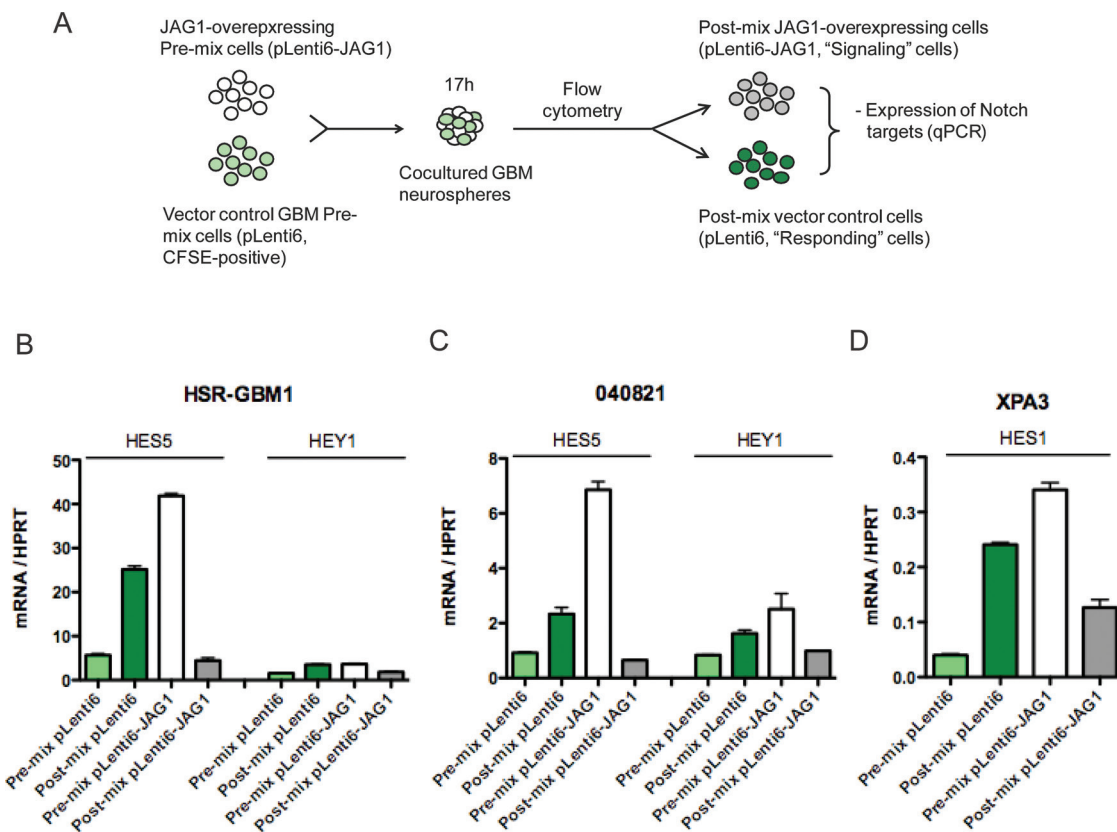 A
JAG1-overepxressing
Pre-mix cells (pLenti6-JAG1)
Vector control GBM Pre-
mix cells (pLenti6,
CFSE-positive)
17h
Cocultured GBM
neurospheres
Flow
cytometry
Post-mix JAG1-overexpressing cells
(pLenti6-JAG1, “Signaling” cells)
Post-mix vector control cells
(pLenti6, “Responding” cells)
- Expression of Notch
targets (qPCR)
B
HSR-GBM1
HES5
HEY1
mRNA / HPRT
50
40
30
20
10
0
Pre-mix pLenti6
Post-mix pLenti6
Pre-mix pLenti6-JAG1
Post-mix pLenti6-JAG1
Pre-mix pLenti6
Post-mix pLenti6
Pre-mix pLenti6-JAG1
Post-mix pLenti6-JAG1
C
040821
HES5
HEY1
mRNA / HPRT
8
6
4
2
0
Pre-mix pLenti6
Post-mix pLenti6
Pre-mix pLenti6-JAG1
Post-mix pLenti6-JAG1
Pre-mix pLenti6
Post-mix pLenti6
Pre-mix pLenti6-JAG1
Post-mix pLenti6-JAG1
D
XPA3
HES1
mRNA / HPRT
0.4
0.3
0.2
0.1
0.0
Pre-mix pLenti6
Post-mix pLenti6
Pre-mix pLenti6-JAG1
Post-mix pLenti6-JAG1